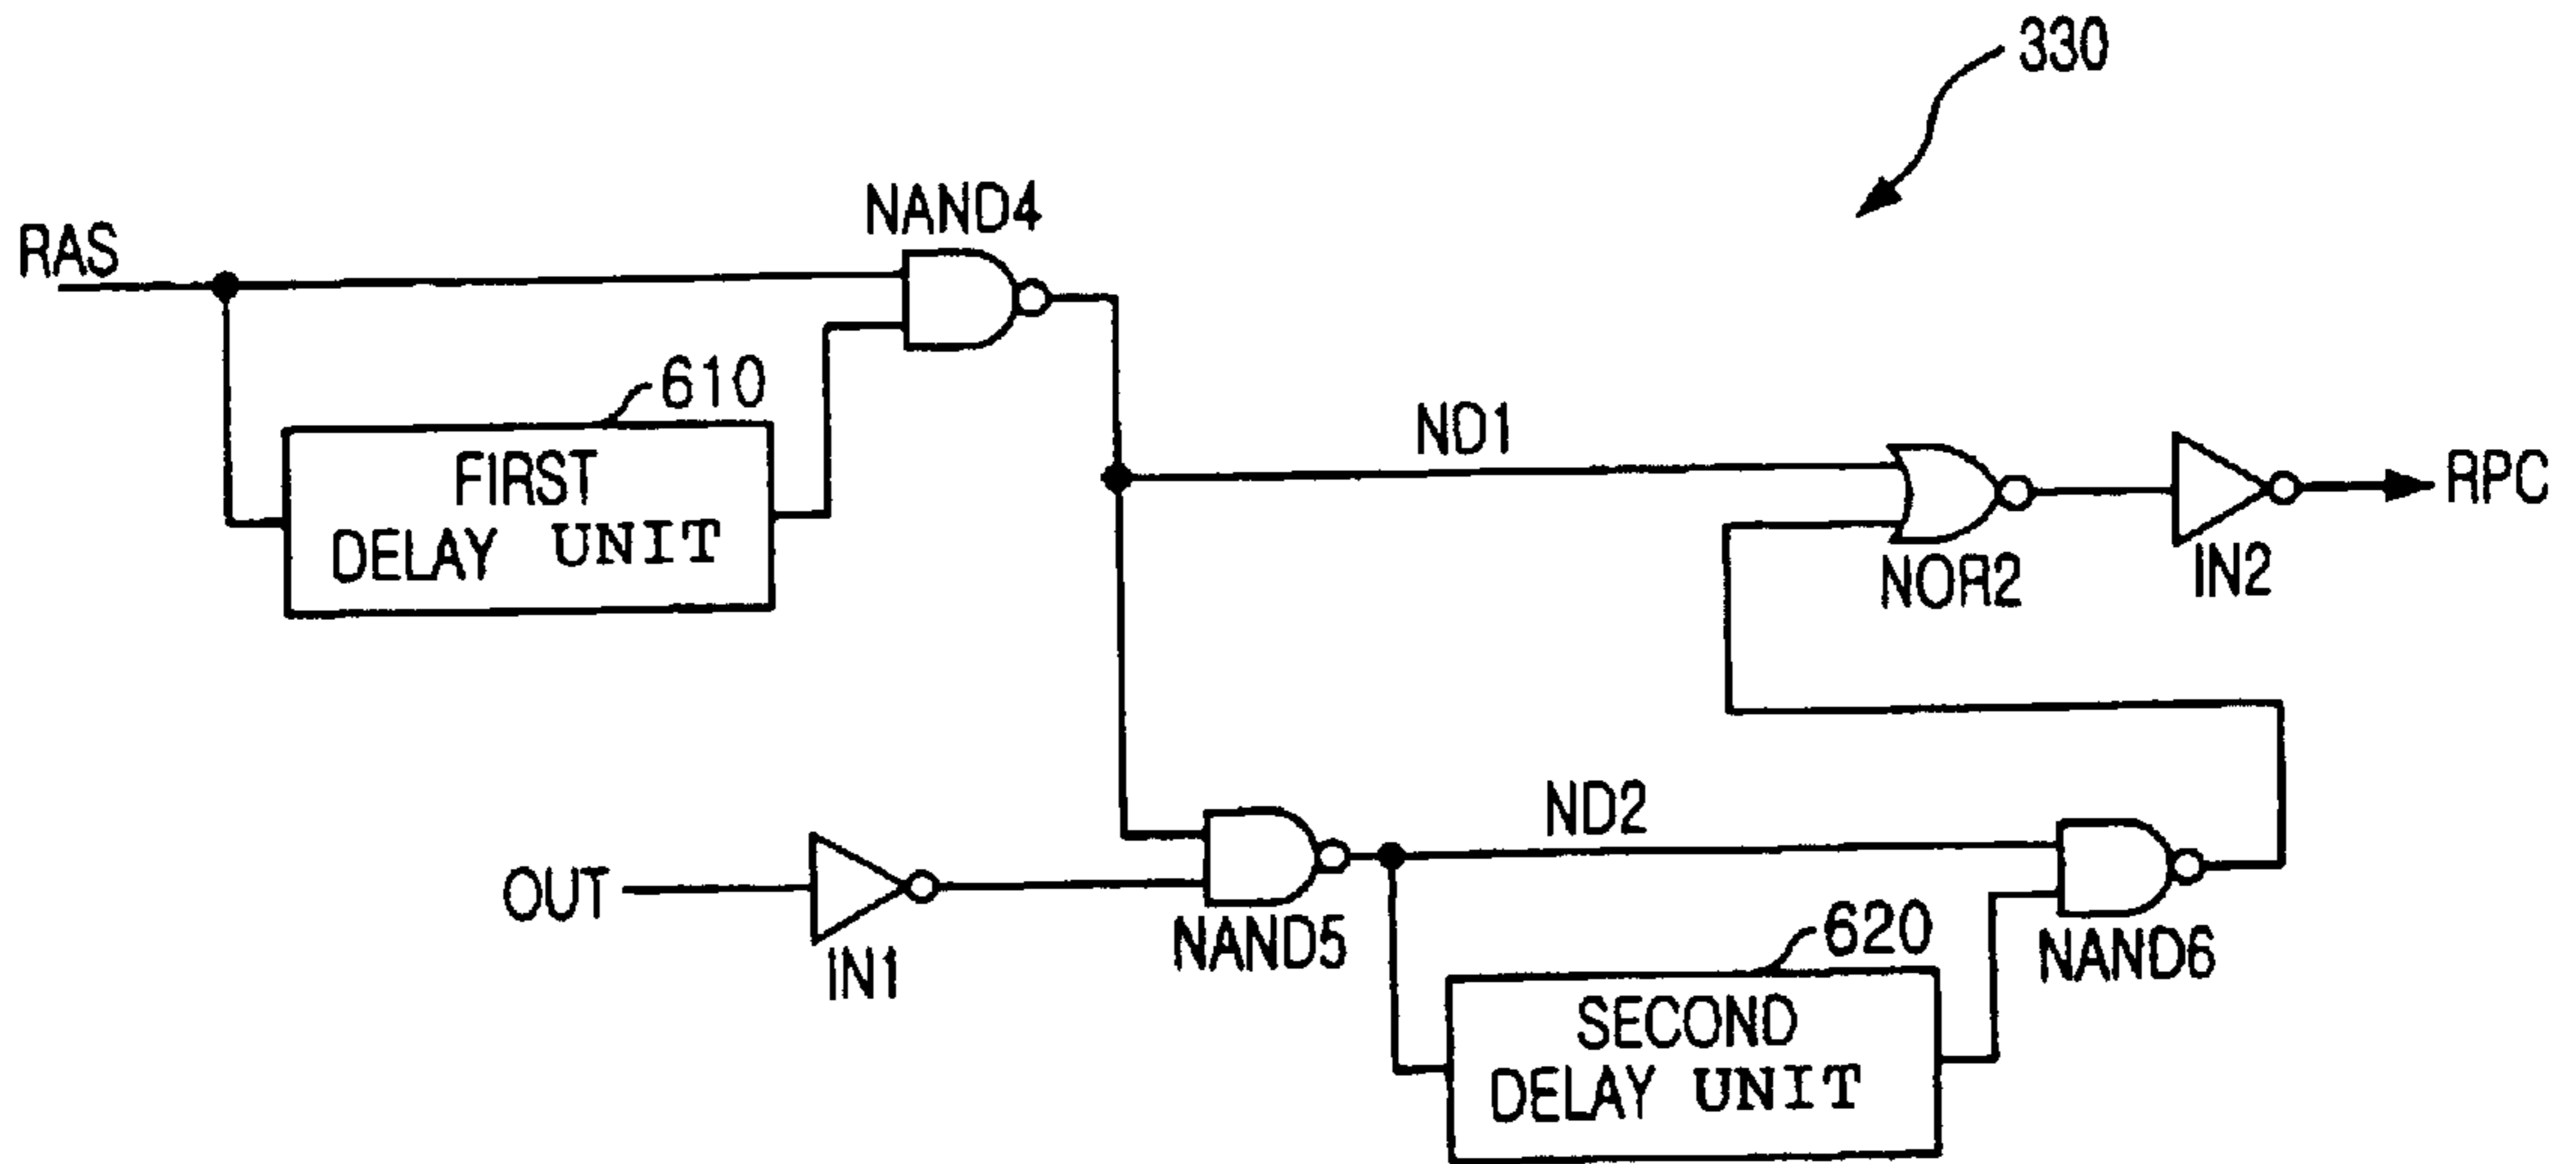 330
NAND4
RAS
610
FIRST
DELAY UNIT
ND1
RPC
NOR2
IN2
ND2
OUT
IN1
NAND5
620
NAND6
SECOND
DELAY UNIT